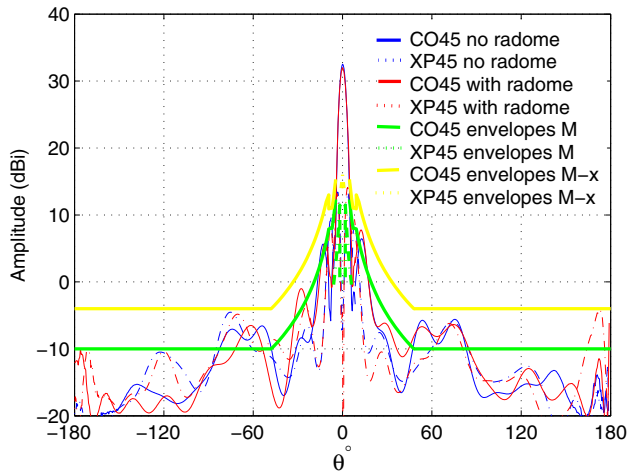 40
30
20
10
0
−10
−20
Amplitude (dBi)
CO45 no radome
XP45 no radome
CO45 with radome
XP45 with radome
CO45 envelopes M
XP45 envelopes M
CO45 envelopes M−x
XP45 envelopes M−x
−180 −120 −60 0 60 120 180
θ°